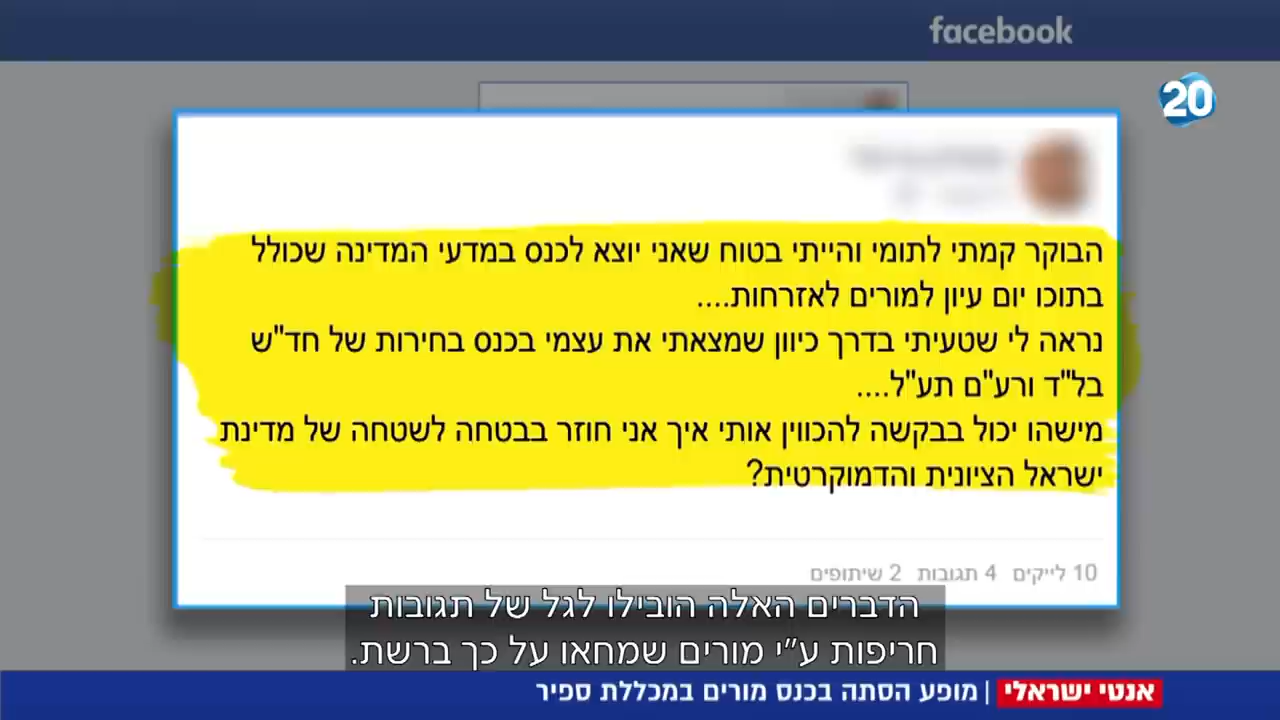 facebook
20
הבוקר קמתי לתומי והייתי בטוח שאני יוצא לכנס במדעי המדינה שכולל
בתוכו יום עיון למורים לאזרחות....
נראה לי שטעיתי בדרך כיוון שמצאתי את עצמי בכנס בחירות של חד"ש
בל"ד ורע"ם תע"ל....
מישהו יכול בבקשה להכווין אותי איך אני חוזר בבטחה לשטחה של מדינת
ישראל הציונית והדמוקרטית?
10 לייקים 4 תגובות 2 שיתופים
הדברים האלה הובילו לגל של תגובות
חריפות ע"י מורים שמחאו על כך ברשת.
אנטי ישראלי | מופע הסתה בכנס מורים במכללת ספיר